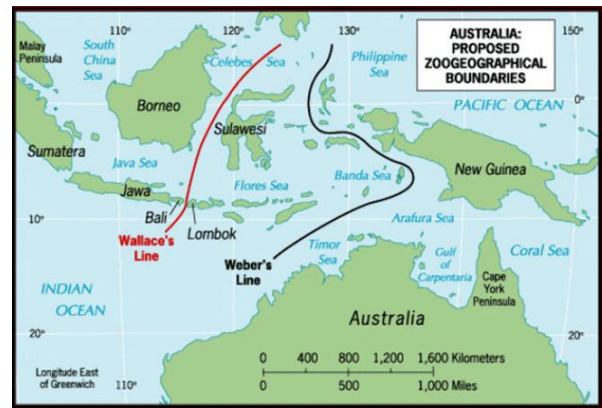 110°
120°
130°
150°
AUSTRALIA:
PROPOSED
ZOOGEOGRAPHICAL
BOUNDARIES
Malay
Peninsula
South
China
Sea
Celebes Sea
Philippine
Sea
Borneo
PACIFIC OCEAN
0°
Sulawesi
Sumatera
Java Sea
New Guinea
Banda Sea
Flores Sea
Jawa
Bali
Lombok
Arafura Sea
10°
Wallace's
Line
Timor
Sea
Weber's
Line
Gulf
of
Carpentaria
Coral Sea
Cape
York
Peninsula
INDIAN
OCEAN
Australia
20°
20°
0 400 800 1,200 1,600 Kilometers
0 500 1,000 Miles
Longitude East
of Greenwich
110°